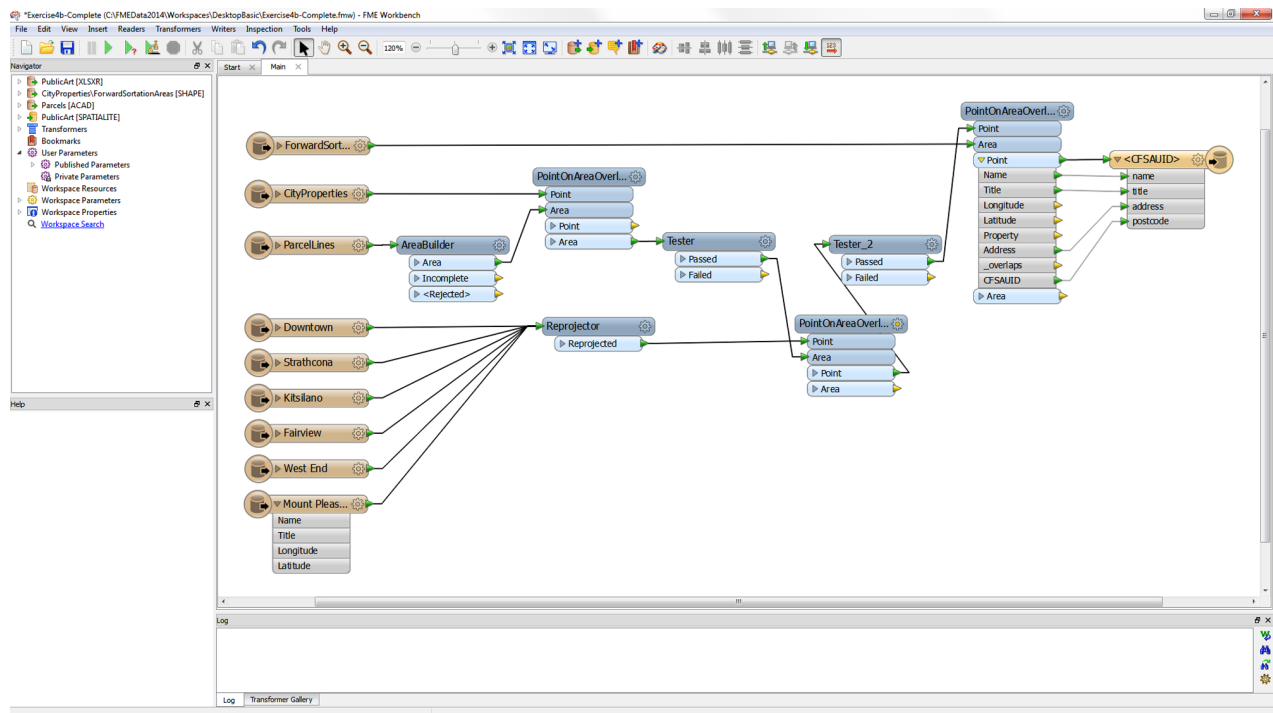 *Exercise4b-Complete (C:\FMEData2014\Workspaces\DesktopBasic\Exercise4b-Complete.fmw) - FME Workbench
File Edit View Insert Readers Transformers Writers Inspection Tools Help
120%
Navigator
PublicArt [XLSXR]
CityProperties\ForwardSortationAreas [SHAPE]
Parcels [ACAD]
PublicArt [SPATIALITE]
Transformers
Bookmarks
User Parameters
Published Parameters
Private Parameters
Workspace Resources
Workspace Parameters
Workspace Properties
Workspace Search
Help
Start Main
ForwardSort...
CityProperties
ParcelLines
Downtown
Strathcona
Kitsilano
Fairview
West End
Mount Pleas...
Name
Title
Longitude
Latitude
AreaBuilder
Area
Incomplete
<Rejected>
PointOnAreaOverl...
Point
Area
Point
Area
Reprojector
Reprojected
Tester
Passed
Failed
PointOnAreaOverl...
Point
Area
Point
Area
Tester_2
Passed
Failed
PointOnAreaOverl...
Point
Area
Point
Name
Title
Longitude
Latitude
Property
Address
_overlaps
CFSAUID
Area
<CFSAUID>
name
title
address
postcode
Log
Log Transformer Gallery